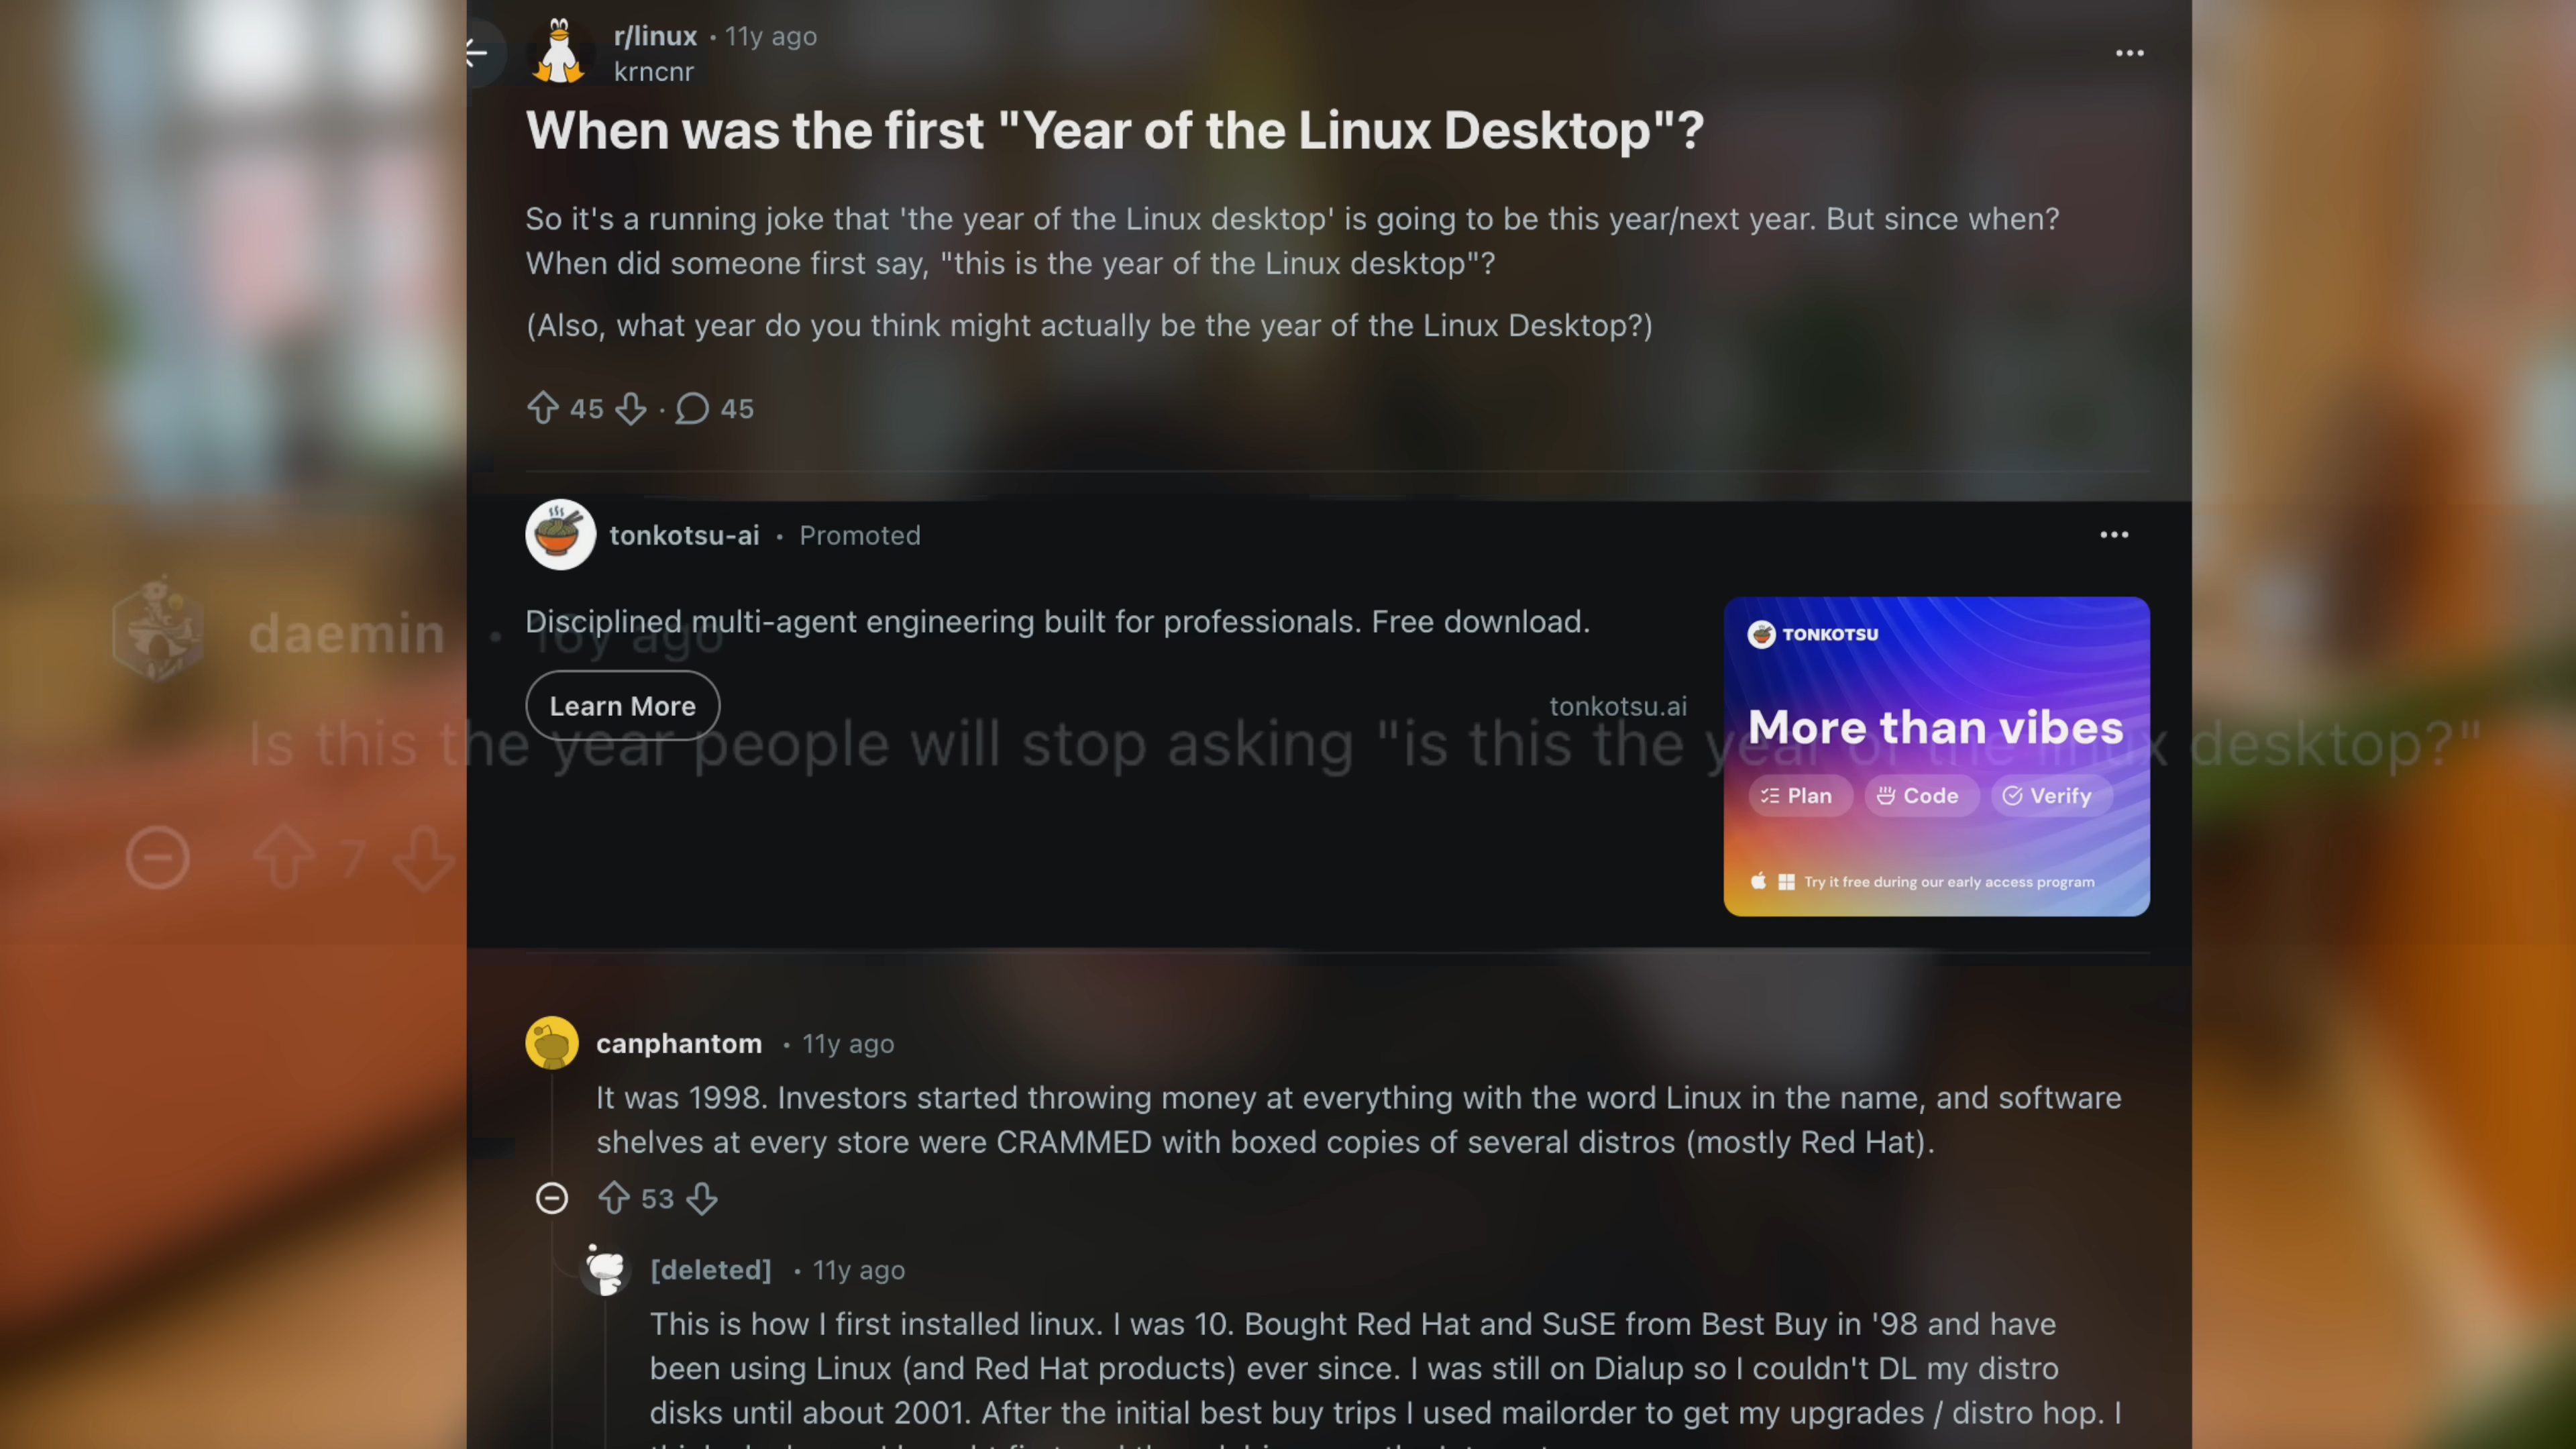 r/linux • 11y ago
krncnr
When was the first "Year of the Linux Desktop"?
So it's a running joke that 'the year of the Linux desktop' is going to be this year/next year. But since when?
When did someone first say, "this is the year of the Linux desktop"?
(Also, what year do you think might actually be the year of the Linux Desktop?)
45 · 45
tonkotsu-ai • Promoted
Disciplined multi-agent engineering built for professionals. Free download.
Learn More
tonkotsu.ai
TONKOTSU
More than vibes
Plan Code Verify
Try it free during our early access program
daemin • 16y ago
Is this the year people will stop asking "is this the year of the linux desktop?"
7
canphantom • 11y ago
It was 1998. Investors started throwing money at everything with the word Linux in the name, and software
shelves at every store were CRAMMED with boxed copies of several distros (mostly Red Hat).
53
[deleted] • 11y ago
This is how I first installed linux. I was 10. Bought Red Hat and SuSE from Best Buy in '98 and have
been using Linux (and Red Hat products) ever since. I was still on Dialup so I couldn't DL my distro
disks until about 2001. After the initial best buy trips I used mailorder to get my upgrades / distro hop. I